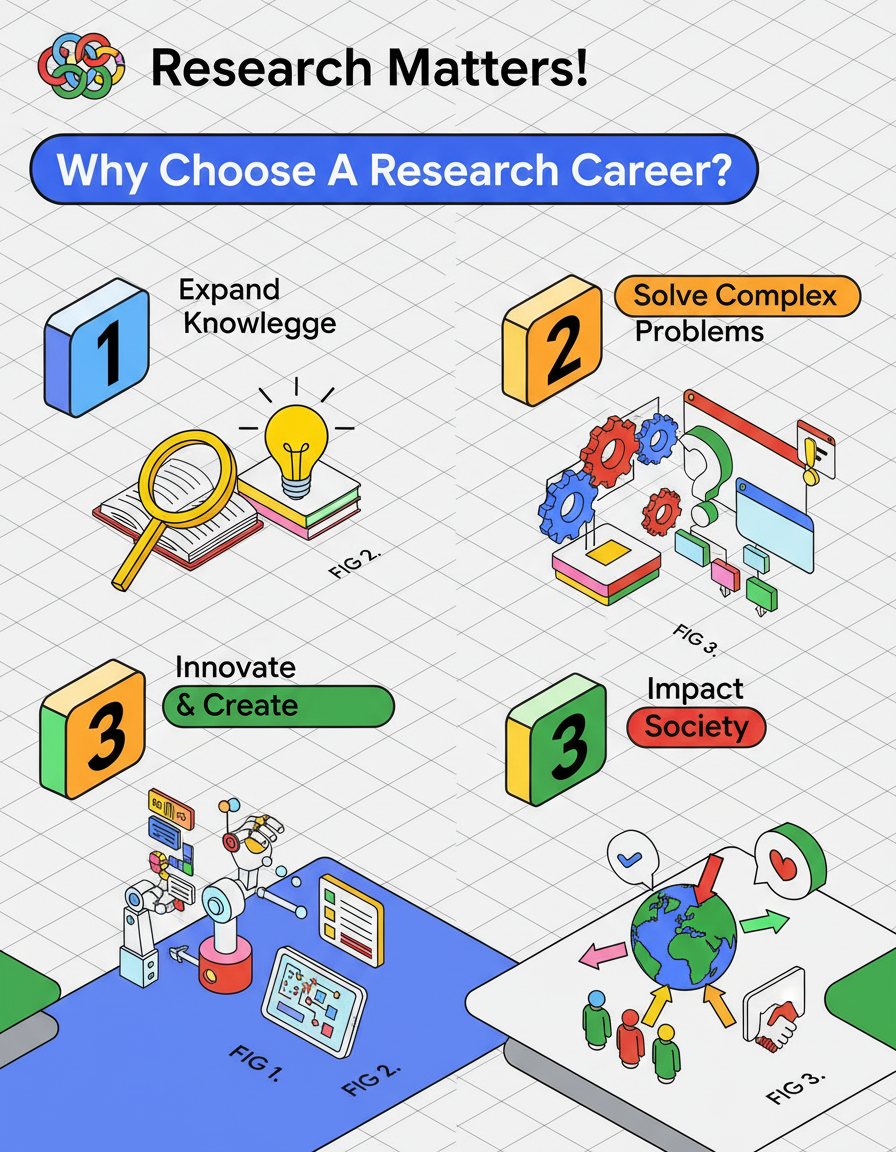 Research Matters!
Why Choose A Research Career?
1
Expand
Knowlegge
FIG 2.
2
Solve Complex
Problems
FIG 3.
3
Innovate
& Create
FIG 1.
FIG 2.
3
Impact
Society
FIG 3.